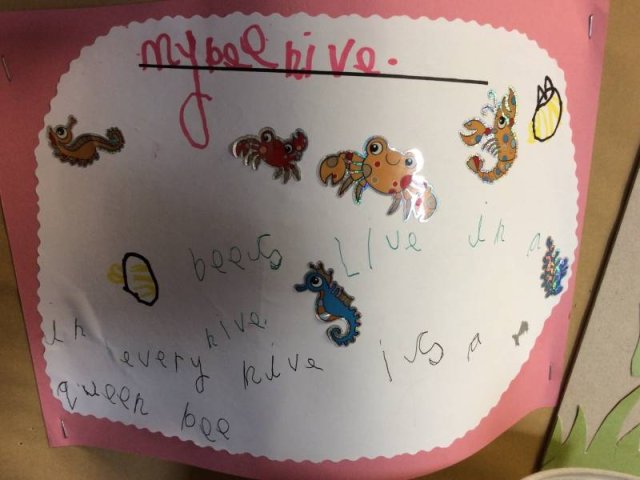 my bee hive.
bees Live in a
hive.
in every hive is a
queen bee